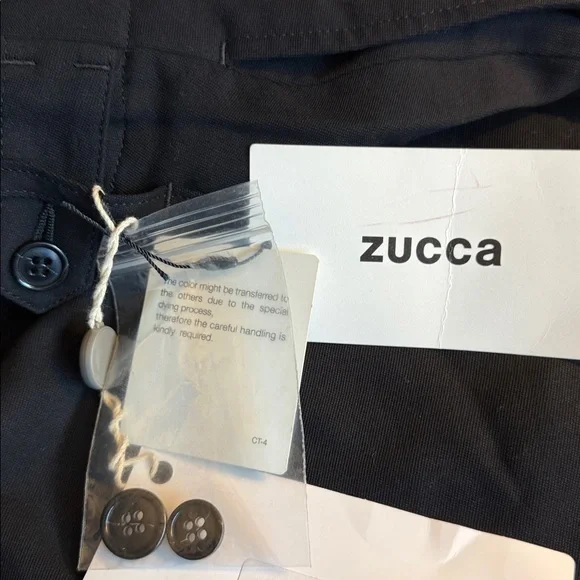 zucca
The color might be transferred to
the others due to the special
dying process,
therefore the careful handling is
kindly required.
CT-4